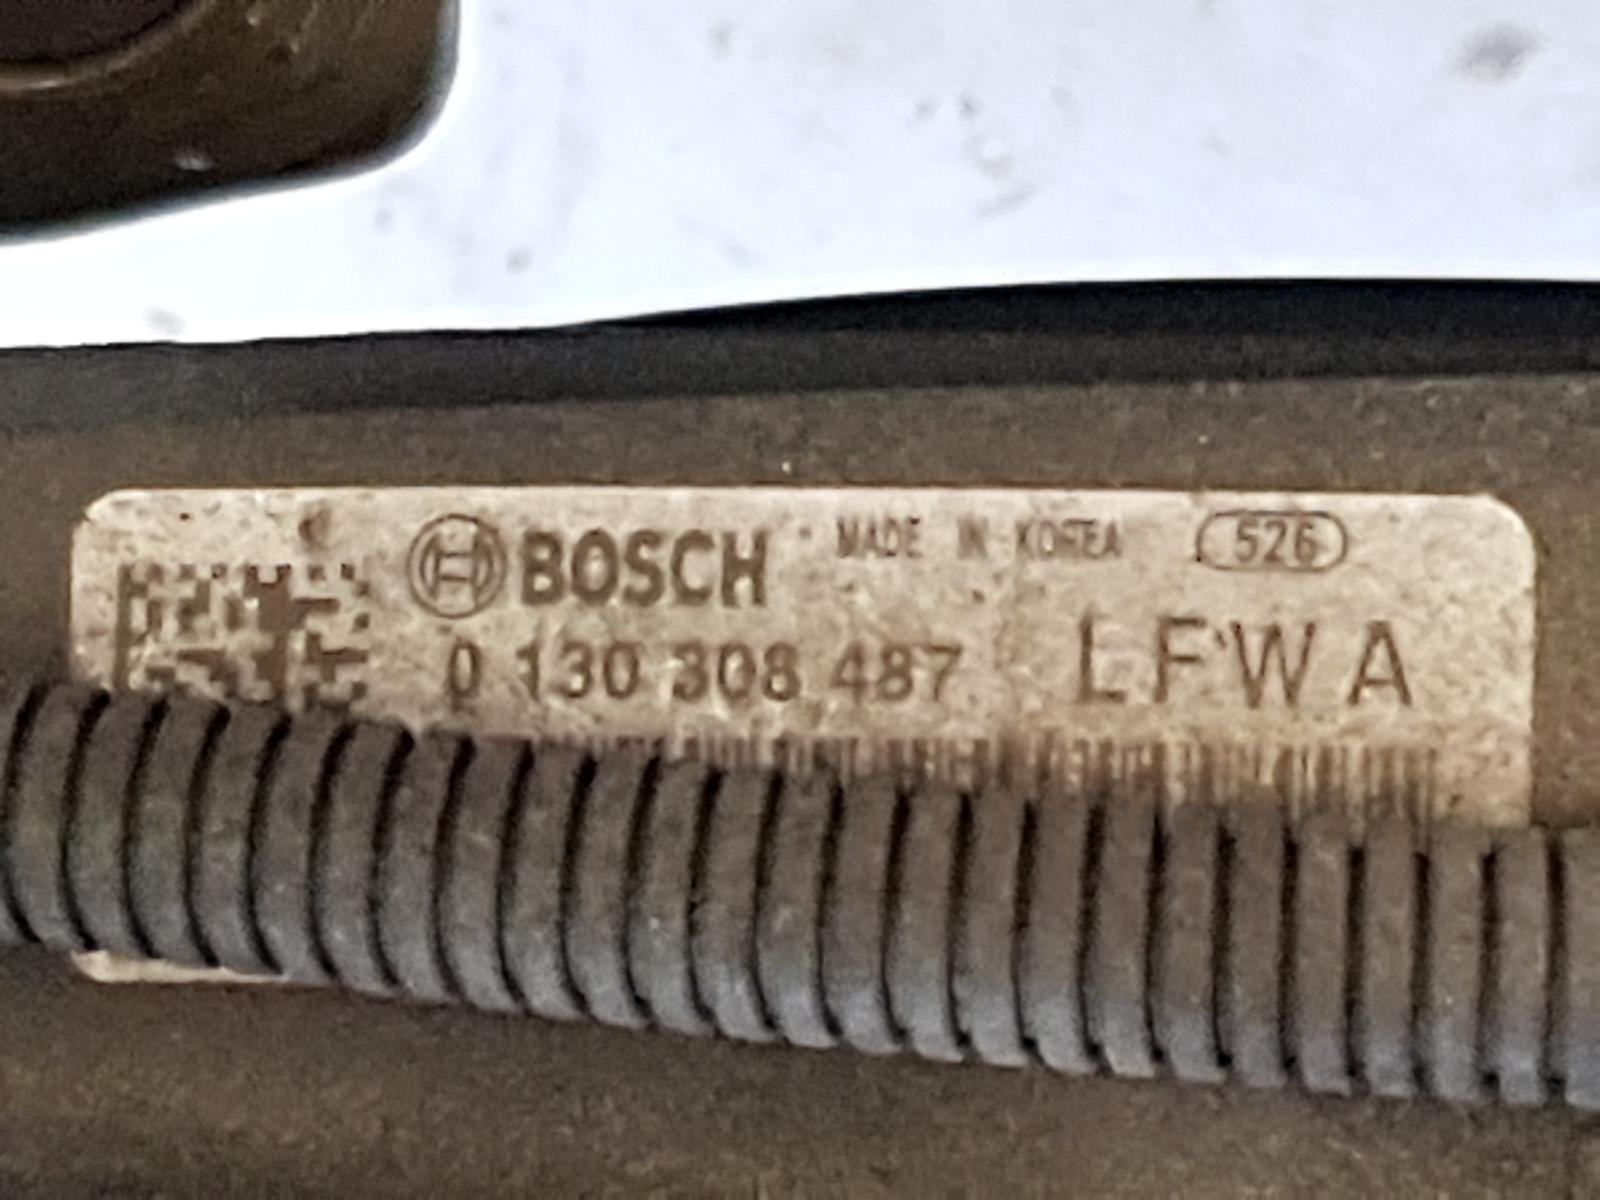 BOSCH MADE IN KOREA 526
0 130 308 487 LFWA